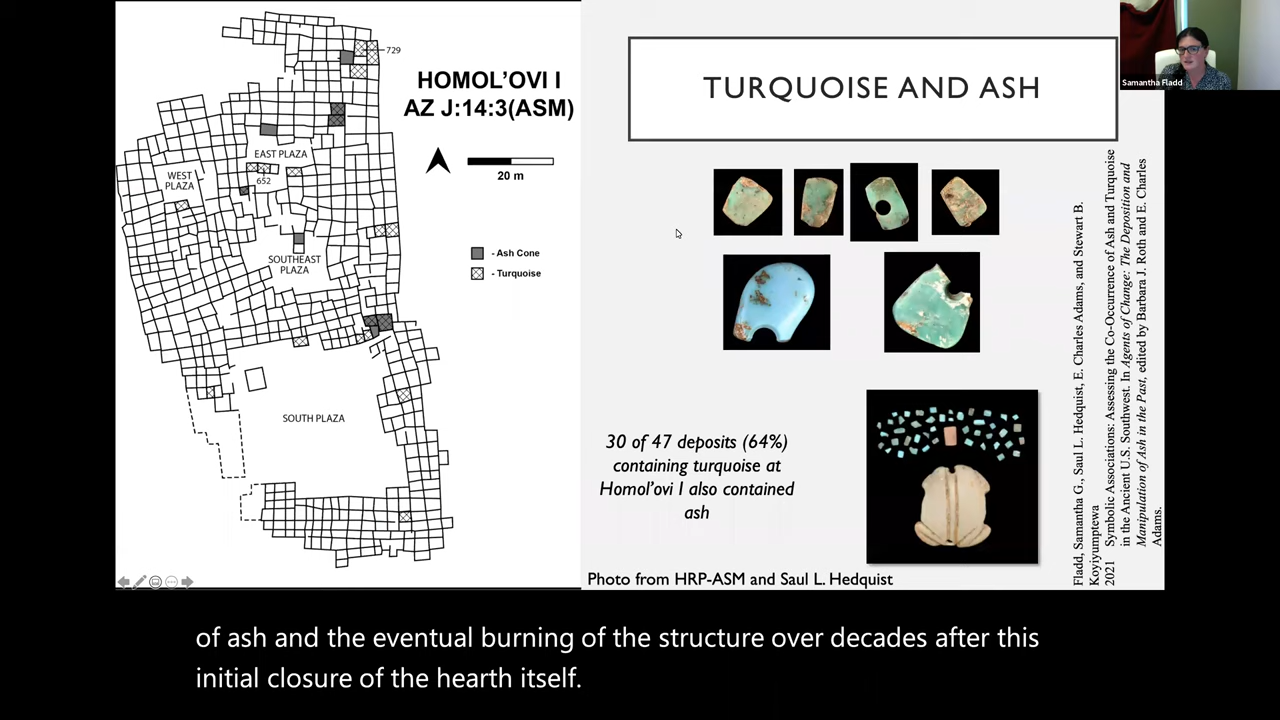 HOMOL'OVI I
AZ J:14:3(ASM)
20 m
729
EAST PLAZA
652
WEST
PLAZA
SOUTHEAST
PLAZA
- Ash Cone
- Turquoise
SOUTH PLAZA
TURQUOISE AND ASH
30 of 47 deposits (64%)
containing turquoise at
Homol'ovi I also contained
ash
Photo from HRP-ASM and Saul L. Hedquist
Fladd, Samantha G., Saul L. Hedquist, E. Charles Adams, and Stewart B.
Koyiyumptewa
2021 Symbolic Associations: Assessing the Co-Occurrence of Ash and Turquoise
in the Ancient U.S. Southwest. In Agents of Change: The Deposition and
Manipulation of Ash in the Past, edited by Barbara J. Roth and E. Charles
Adams.
Samantha Fladd
of ash and the eventual burning of the structure over decades after this
initial closure of the hearth itself.